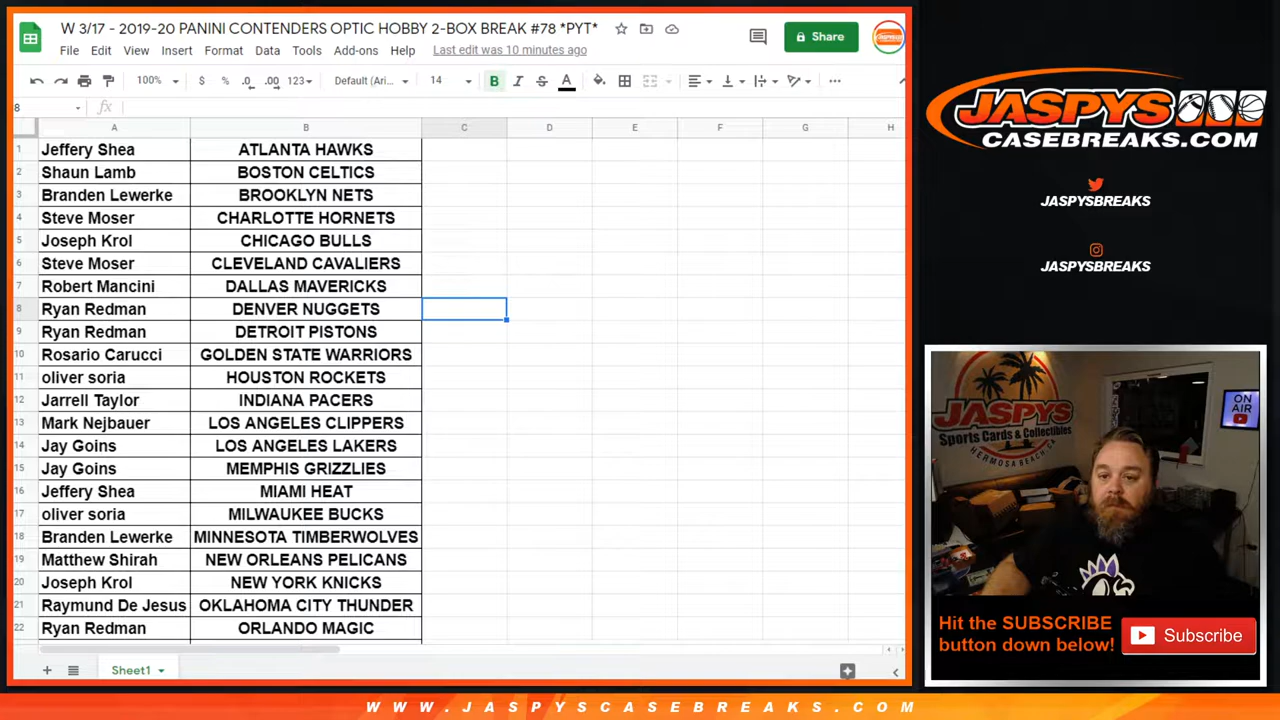 W 3/17 - 2019-20 PANINI CONTENDERS OPTIC HOBBY 2-BOX BREAK #78 *PYT*
File Edit View Insert Format Data Tools Add-ons Help Last edit was 10 minutes ago
Share
100% $ % .0 .00 123 Default (Ari... 14 B I S A
8 fx
A B C D E F G H
1 Jeffery Shea ATLANTA HAWKS
2 Shaun Lamb BOSTON CELTICS
3 Branden Lewerke BROOKLYN NETS
4 Steve Moser CHARLOTTE HORNETS
5 Joseph Krol CHICAGO BULLS
6 Steve Moser CLEVELAND CAVALIERS
7 Robert Mancini DALLAS MAVERICKS
8 Ryan Redman DENVER NUGGETS
9 Ryan Redman DETROIT PISTONS
10 Rosario Carucci GOLDEN STATE WARRIORS
11 oliver soria HOUSTON ROCKETS
12 Jarrell Taylor INDIANA PACERS
13 Mark Nejbauer LOS ANGELES CLIPPERS
14 Jay Goins LOS ANGELES LAKERS
15 Jay Goins MEMPHIS GRIZZLIES
16 Jeffery Shea MIAMI HEAT
17 oliver soria MILWAUKEE BUCKS
18 Branden Lewerke MINNESOTA TIMBERWOLVES
19 Matthew Shirah NEW ORLEANS PELICANS
20 Joseph Krol NEW YORK KNICKS
21 Raymund De Jesus OKLAHOMA CITY THUNDER
22 Ryan Redman ORLANDO MAGIC
Sheet1
JASPYS
CASEBREAKS.COM
JASPYSBREAKS
JASPYSBREAKS
JASPYS
Sports Cards & Collectibles
HERMOSA BEACH, CA
ON
AIR
Hit the SUBSCRIBE
button down below!
Subscribe
WWW.JASPYSCASEBREAKS.COM